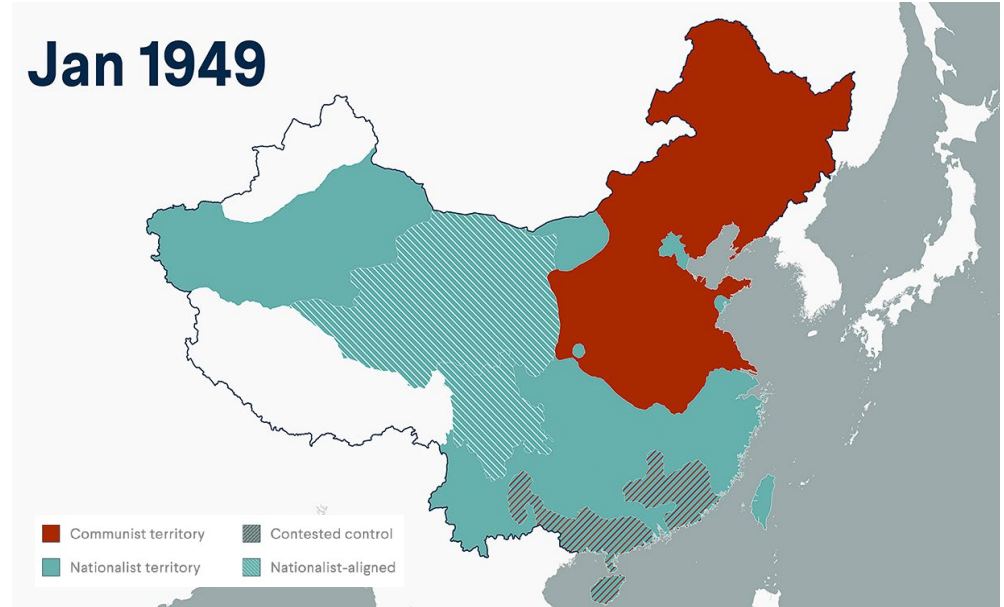 Jan 1949
Communist territory
Contested control
Nationalist territory
Nationalist-aligned